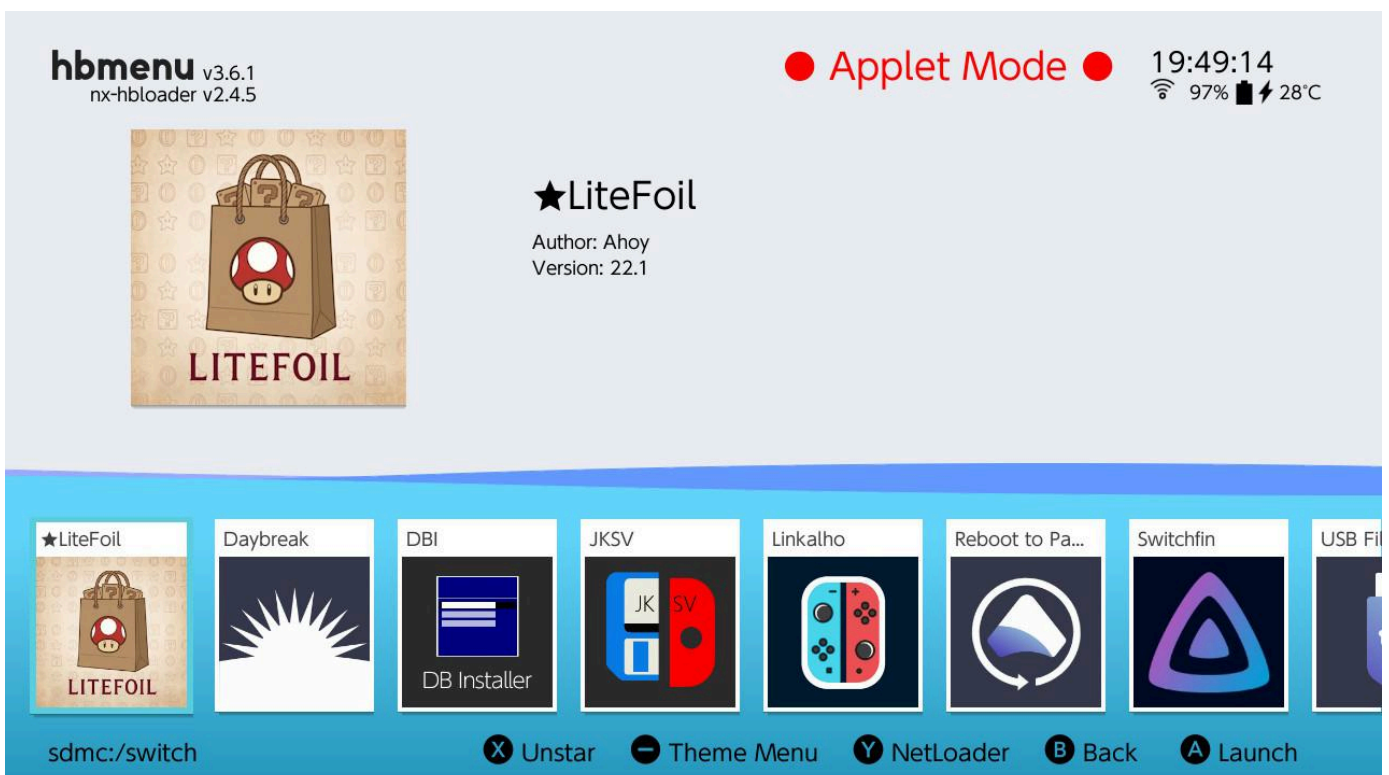 hbmenu v3.6.1
nx-hbloader v2.4.5
Applet Mode
19:49:14
97% 28°C
LITEFOIL
★LiteFoil
Author: Ahoy
Version: 22.1
★LiteFoil
Daybreak
DBI
JKSV
Linkalho
Reboot to Pa...
Switchfin
USB Fil
LITEFOIL
DB Installer
JK SV
sdmc:/switch
X Unstar
Theme Menu
Y NetLoader
B Back
A Launch